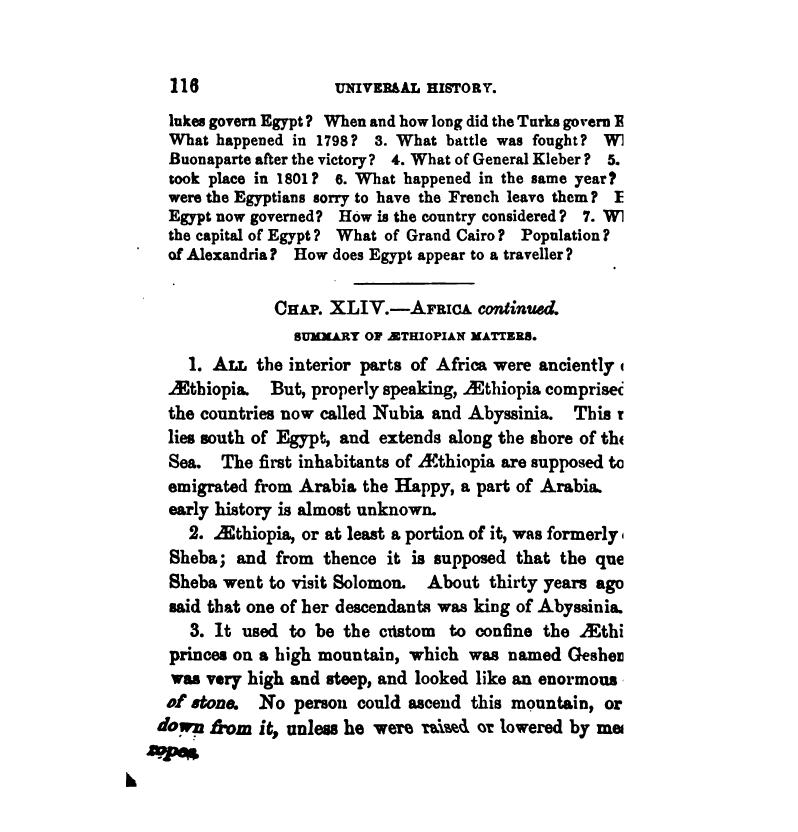 116 UNIVERSAL HISTORY.
lukes govern Egypt? When and how long did the Turks govern E
What happened in 1798? 3. What battle was fought? Wl
Buonaparte after the victory? 4. What of General Kleber? 5.
took place in 1801? 6. What happened in the same year?
were the Egyptians sorry to have the French leave them? E
Egypt now governed? How is the country considered? 7. Wl
the capital of Egypt? What of Grand Cairo? Population?
of Alexandria? How does Egypt appear to a traveller?
CHAP. XLIV.—AFRICA continued.
SUMMARY OF ÆTHIOPIAN MATTERS.
1. ALL the interior parts of Africa were anciently
Æthiopia. But, properly speaking, Æthiopia comprised
the countries now called Nubia and Abyssinia. This r
lies south of Egypt, and extends along the shore of the
Sea. The first inhabitants of Æthiopia are supposed to
emigrated from Arabia the Happy, a part of Arabia.
early history is almost unknown.
2. Æthiopia, or at least a portion of it, was formerly
Sheba; and from thence it is supposed that the que
Sheba went to visit Solomon. About thirty years ago
said that one of her descendants was king of Abyssinia.
3. It used to be the custom to confine the Æthi
princes on a high mountain, which was named Geshen
was very high and steep, and looked like an enormous
of stone. No person could ascend this mountain, or
down from it, unless he were raised or lowered by mea
ropes.